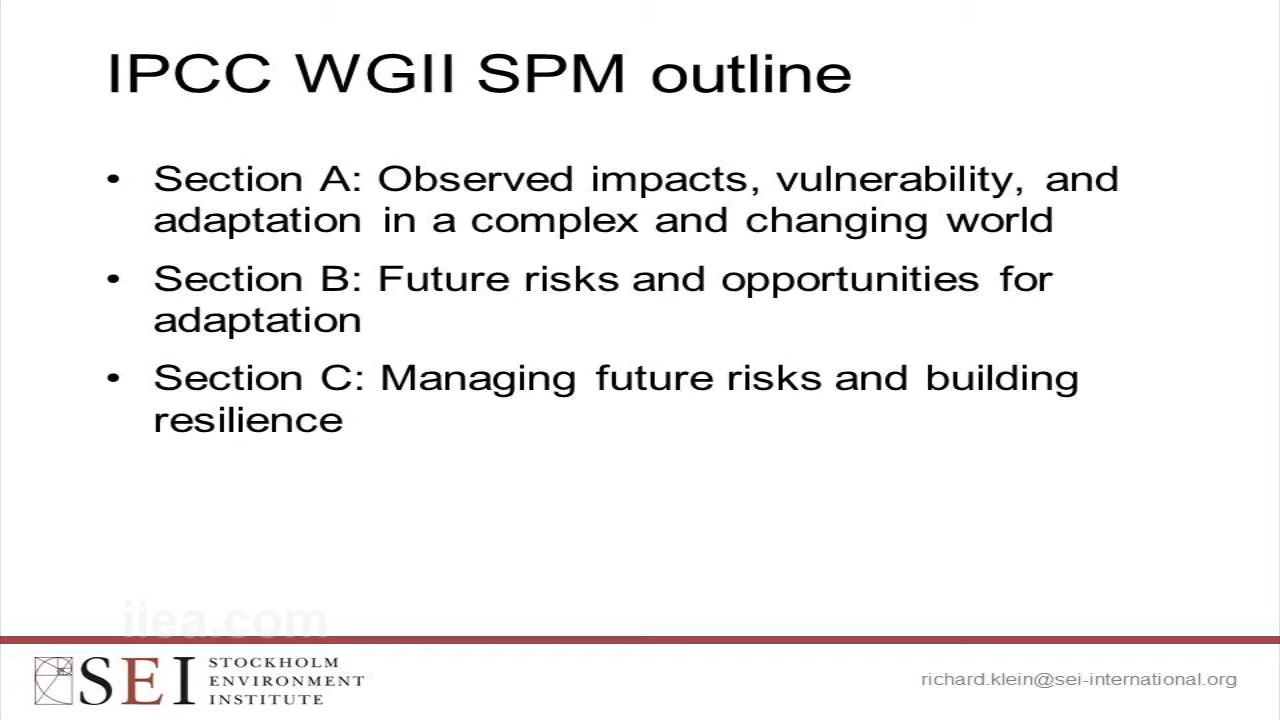 IPCC WGII SPM outline
• Section A: Observed impacts, vulnerability, and
adaptation in a complex and changing world
• Section B: Future risks and opportunities for
adaptation
• Section C: Managing future risks and building
resilience
iiea.com
SEI
STOCKHOLM
ENVIRONMENT
INSTITUTE
richard.klein@sei-international.org